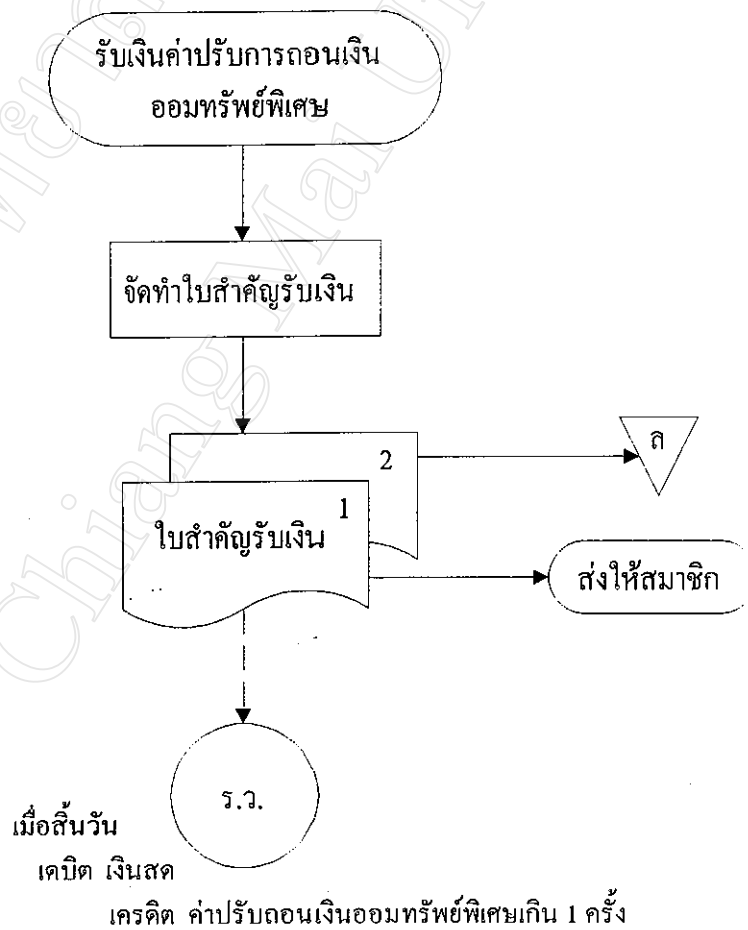 รับเงินค่าปรับการถอนเงิน
ออมทรัพย์พิเศษ
จัดทำใบสำคัญรับเงิน
2
ล
1
ใบสำคัญรับเงิน
ส่งให้สมาชิก
ร.ว.
เมื่อสิ้นวัน
เดบิต เงินสด
เครดิต ค่าปรับถอนเงินออมทรัพย์พิเศษเกิน 1 ครั้ง
Chiang Mai U